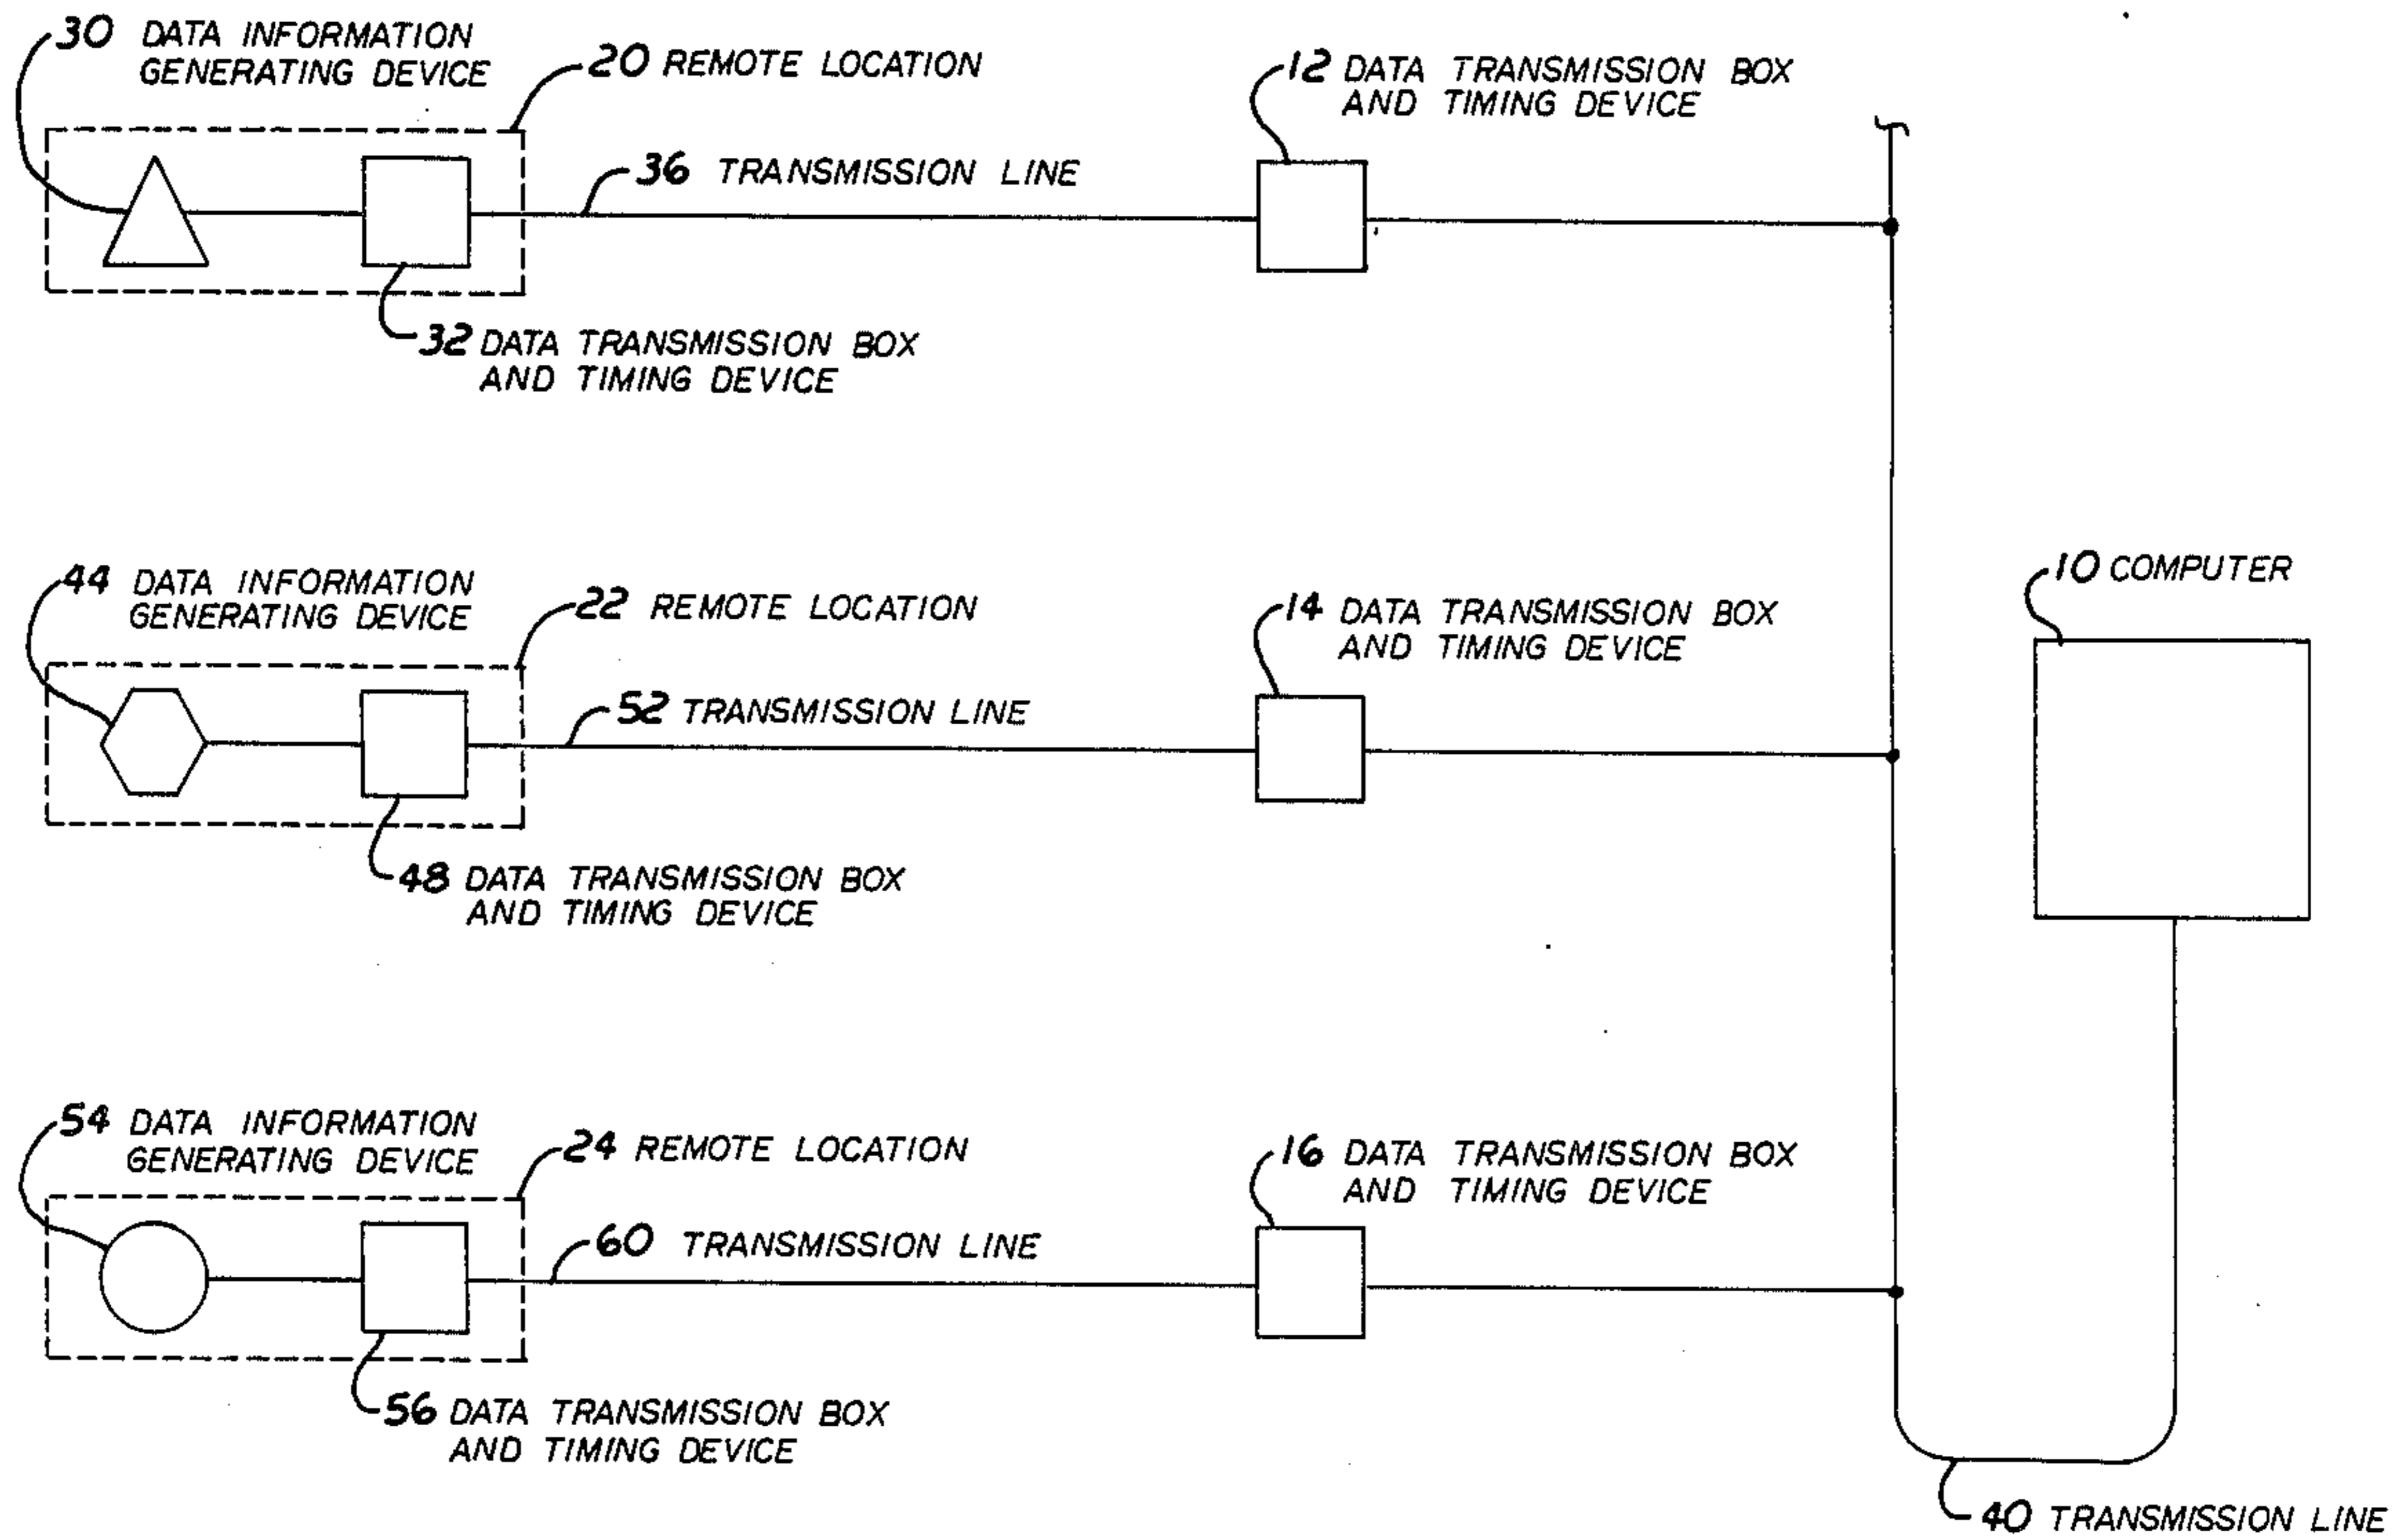 30 DATA INFORMATION
GENERATING DEVICE
20 REMOTE LOCATION
12 DATA TRANSMISSION BOX
AND TIMING DEVICE
36 TRANSMISSION LINE
32 DATA TRANSMISSION BOX
AND TIMING DEVICE
44 DATA INFORMATION
GENERATING DEVICE
22 REMOTE LOCATION
14 DATA TRANSMISSION BOX
AND TIMING DEVICE
10 COMPUTER
52 TRANSMISSION LINE
48 DATA TRANSMISSION BOX
AND TIMING DEVICE
54 DATA INFORMATION
GENERATING DEVICE
24 REMOTE LOCATION
16 DATA TRANSMISSION BOX
AND TIMING DEVICE
60 TRANSMISSION LINE
56 DATA TRANSMISSION BOX
AND TIMING DEVICE
40 TRANSMISSION LINE